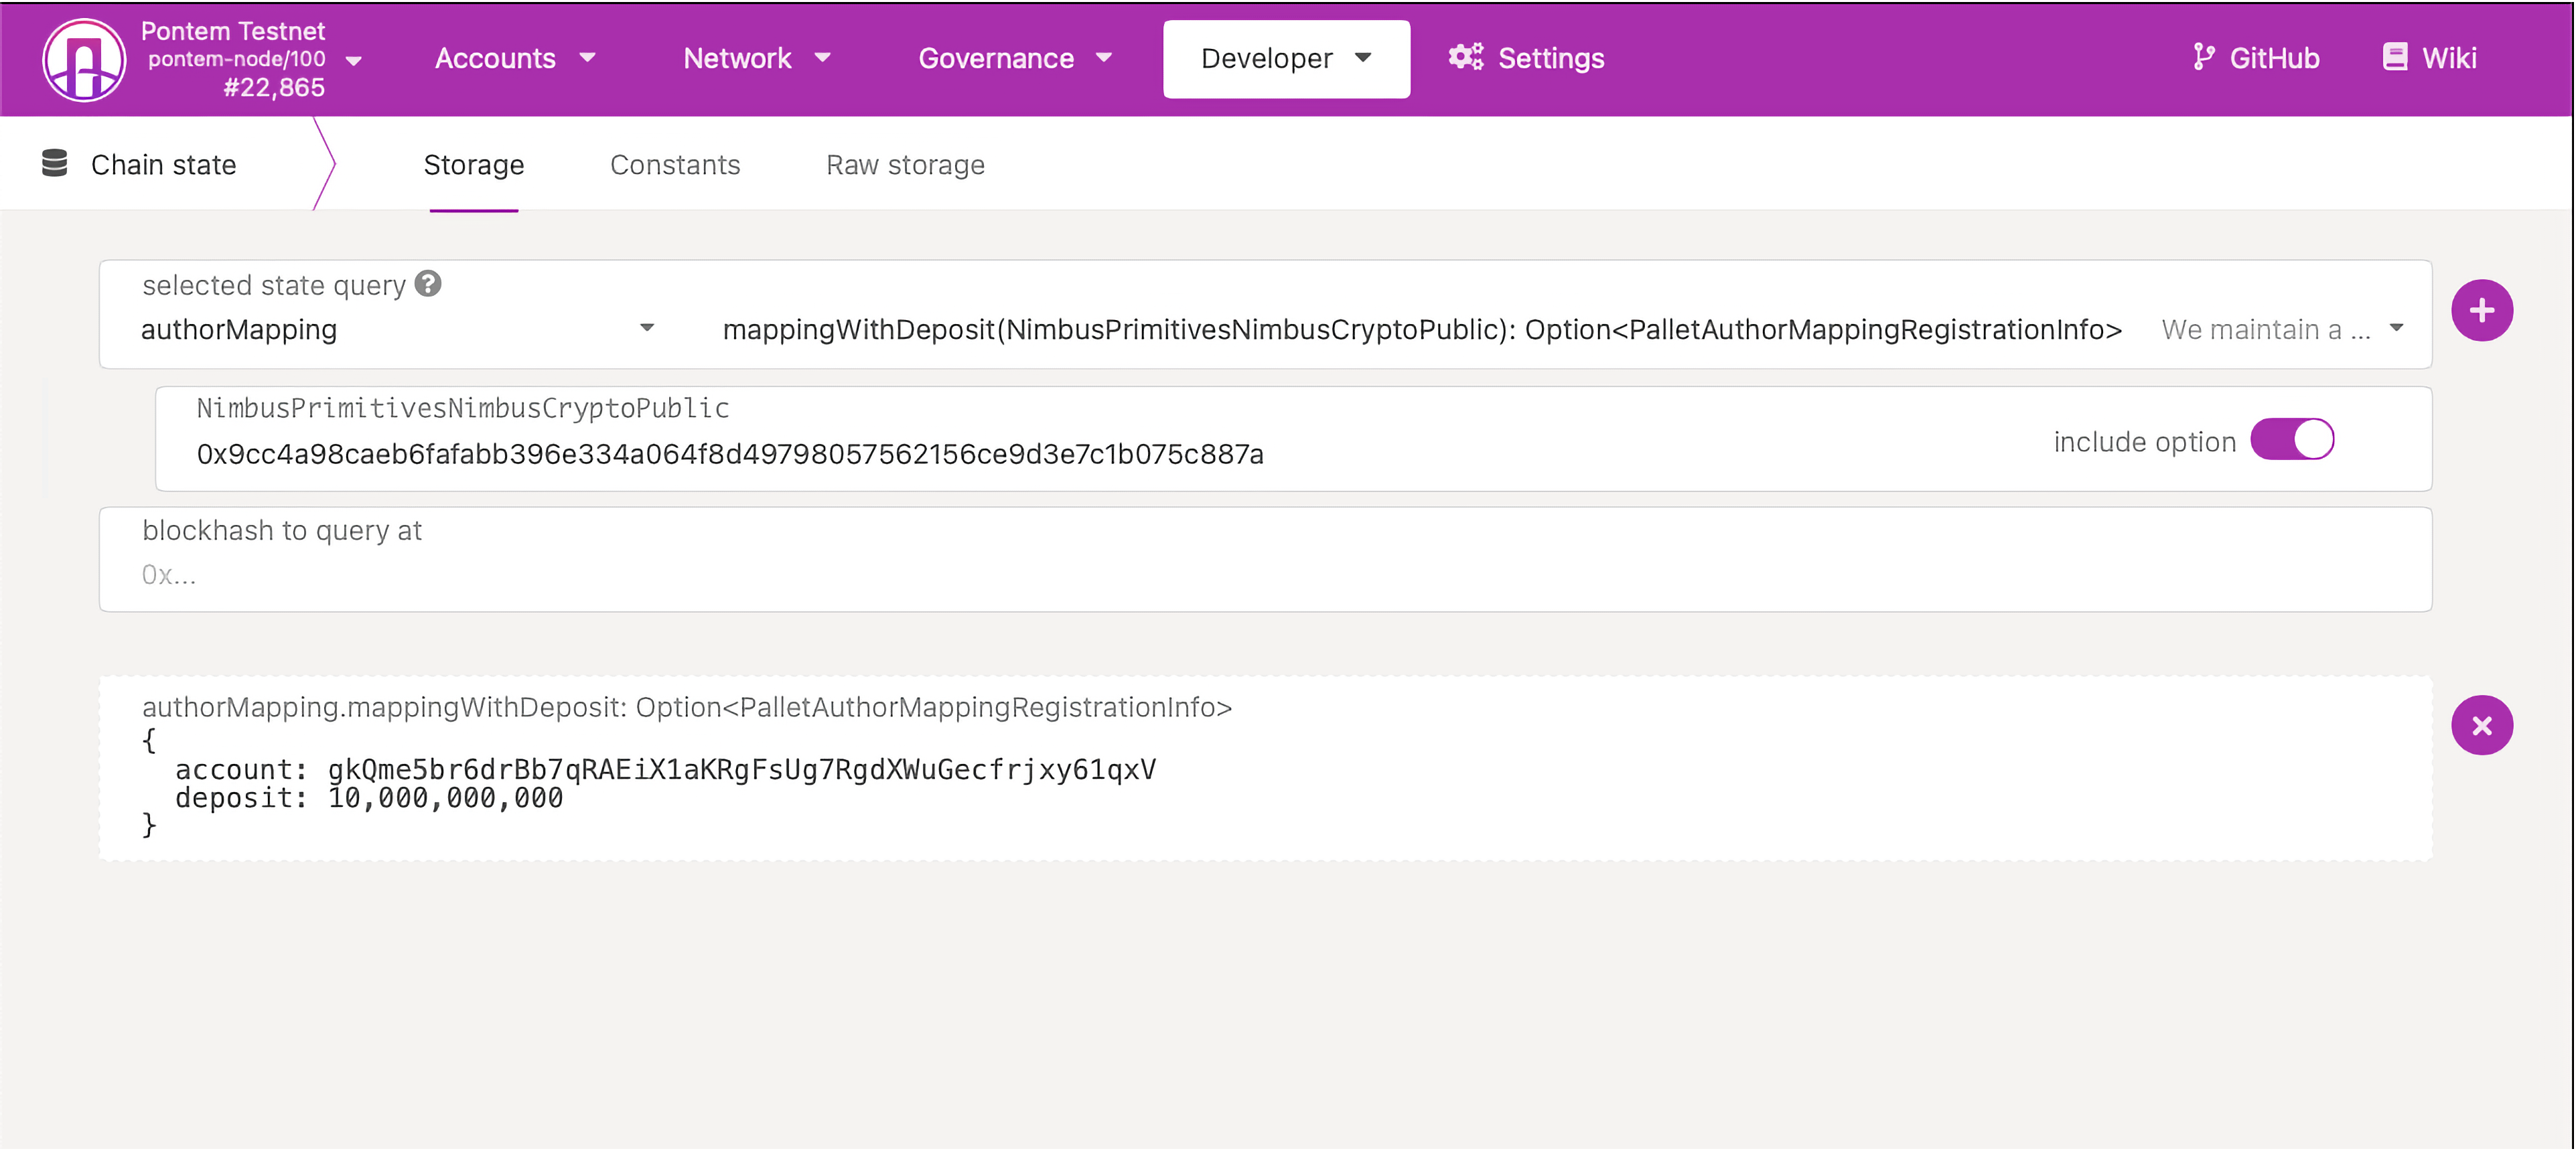 Pontem Testnet
pontem-node/100
#22,865
Accounts
Network
Governance
Developer
Settings
GitHub
Wiki
Chain state
Storage
Constants
Raw storage
selected state query
authorMapping
mappingWithDeposit(NimbusPrimitivesNimbusCryptoPublic): Option<PalletAuthorMappingRegistrationInfo>
We maintain a ...
NimbusPrimitivesNimbusCryptoPublic
0x9cc4a98caeb6fafabb396e334a064f8d49798057562156ce9d3e7c1b075c887a
include option
blockhash to query at
0x...
authorMapping.mappingWithDeposit: Option<PalletAuthorMappingRegistrationInfo>
{
account: gkQme5br6drBb7qRAEiX1aKRgFsUg7RgdXWuGecfrjxy61qxV
deposit: 10,000,000,000
}